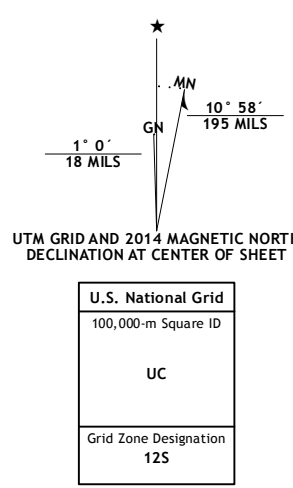 ★
MN
GN
10° 58´
195 MILS
1° 0´
18 MILS
UTM GRID AND 2014 MAGNETIC NORTH
DECLINATION AT CENTER OF SHEET
U.S. National Grid
100,000-m Square ID
UC
Grid Zone Designation
12S